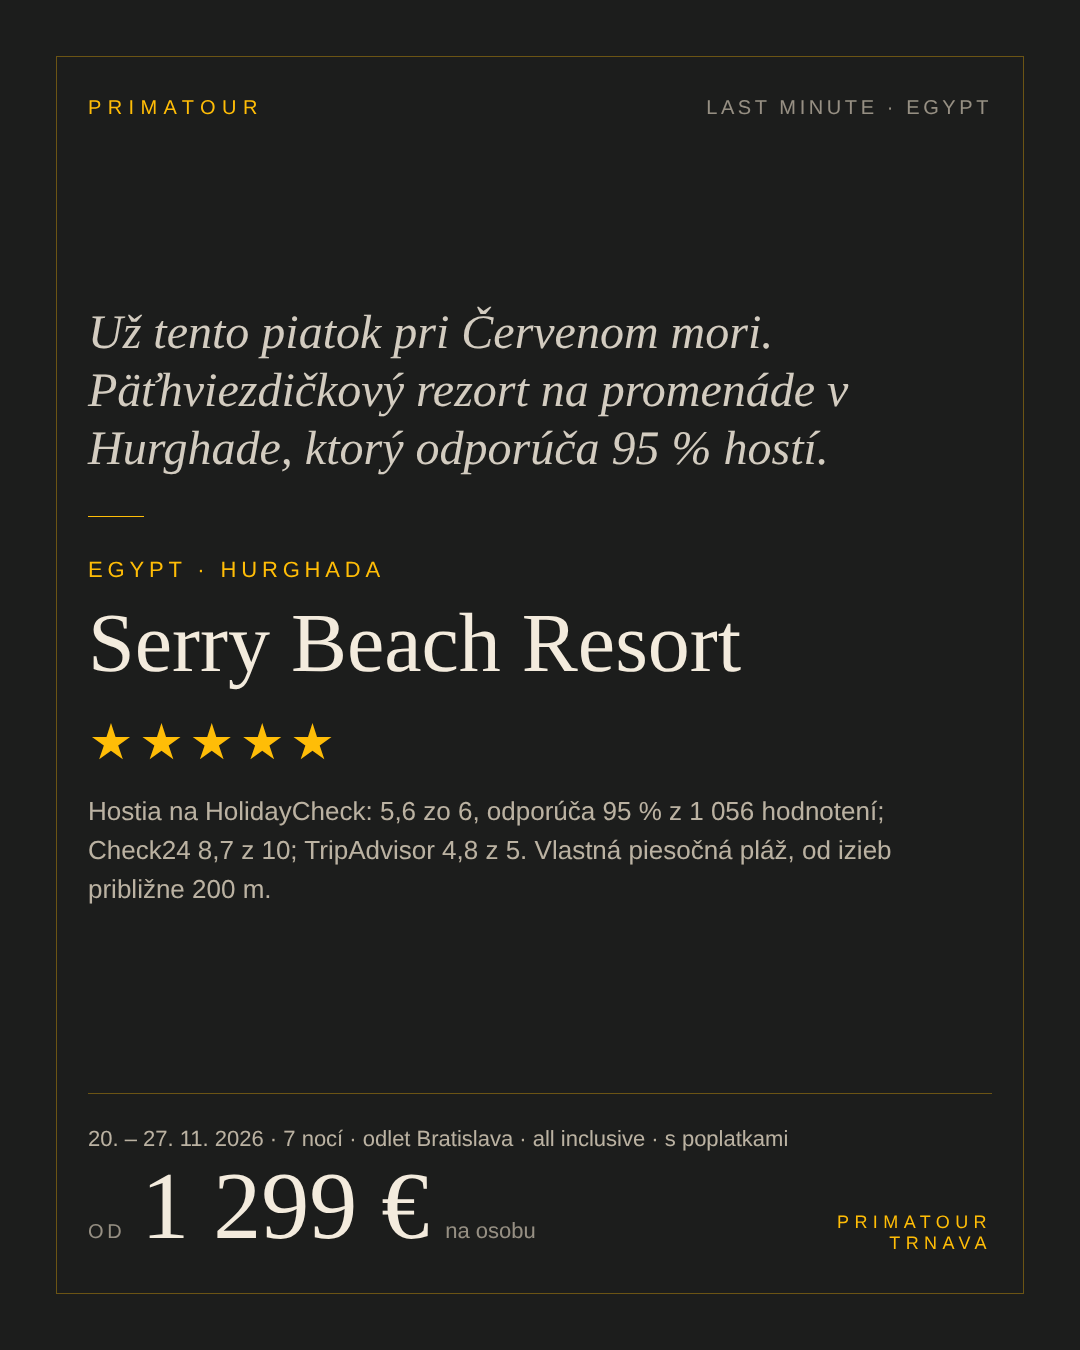 PRIMATOUR
LAST MINUTE · EGYPT
Už tento piatok pri Červenom mori.
Päťhviezdičkový rezort na promenáde v
Hurghade, ktorý odporúča 95 % hostí.
EGYPT · HURGHADA
Serry Beach Resort
★★★★★
Hostia na HolidayCheck: 5,6 zo 6, odporúča 95 % z 1 056 hodnotení;
Check24 8,7 z 10; TripAdvisor 4,8 z 5. Vlastná piesočná pláž, od izieb
približne 200 m.
20. – 27. 11. 2026 · 7 nocí · odlet Bratislava · all inclusive · s poplatkami
OD 1 299 € na osobu
PRIMATOUR
TRNAVA